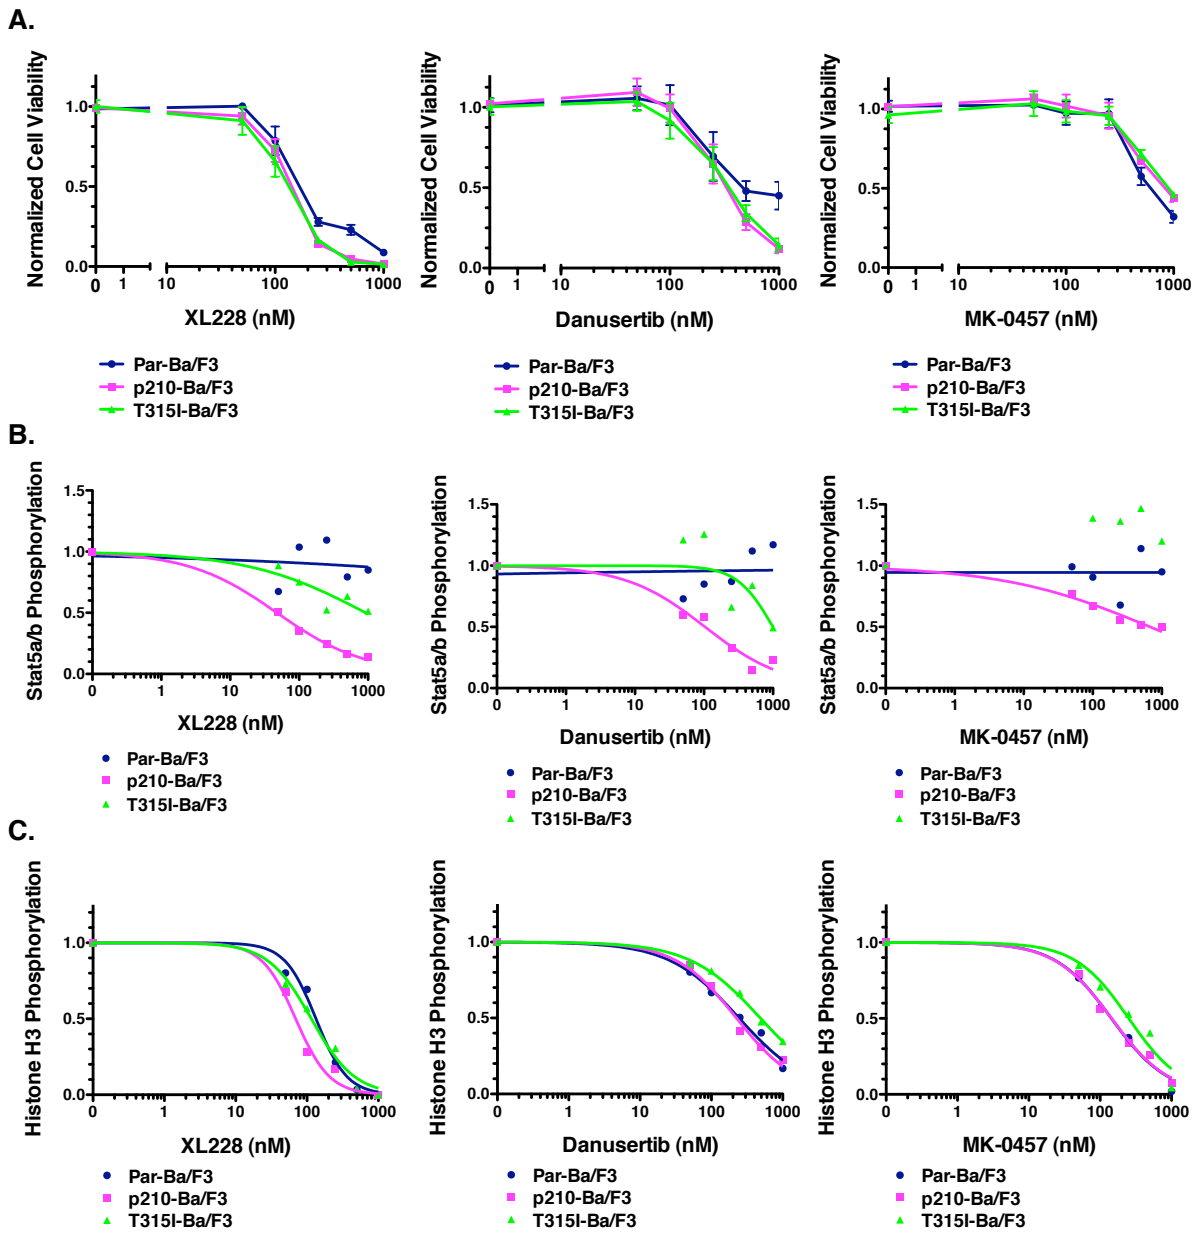 A.
Normalized Cell Viability
1.0
0.5
0.0
0 1 10 100 1000
XL228 (nM)
Par-Ba/F3
p210-Ba/F3
T315I-Ba/F3
Normalized Cell Viability
1.0
0.5
0.0
0 1 10 100 1000
Danusertib (nM)
Par-Ba/F3
p210-Ba/F3
T315I-Ba/F3
Normalized Cell Viability
1.0
0.5
0.0
0 1 10 100 1000
MK-0457 (nM)
Par-Ba/F3
p210-Ba/F3
T315I-Ba/F3
B.
Stat5a/b Phosphorylation
1.5
1.0
0.5
0.0
0 1 10 100 1000
XL228 (nM)
Par-Ba/F3
p210-Ba/F3
T315I-Ba/F3
Stat5a/b Phosphorylation
1.5
1.0
0.5
0.0
0 1 10 100 1000
Danusertib (nM)
Par-Ba/F3
p210-Ba/F3
T315I-Ba/F3
Stat5a/b Phosphorylation
1.5
1.0
0.5
0.0
0 1 10 100 1000
MK-0457 (nM)
Par-Ba/F3
p210-Ba/F3
T315I-Ba/F3
C.
Histone H3 Phosphorylation
1.0
0.5
0.0
0 1 10 100 1000
XL228 (nM)
Par-Ba/F3
p210-Ba/F3
T315I-Ba/F3
Histone H3 Phosphorylation
1.0
0.5
0.0
0 1 10 100 1000
Danusertib (nM)
Par-Ba/F3
p210-Ba/F3
T315I-Ba/F3
Histone H3 Phosphorylation
1.0
0.5
0.0
0 1 10 100 1000
MK-0457 (nM)
Par-Ba/F3
p210-Ba/F3
T315I-Ba/F3